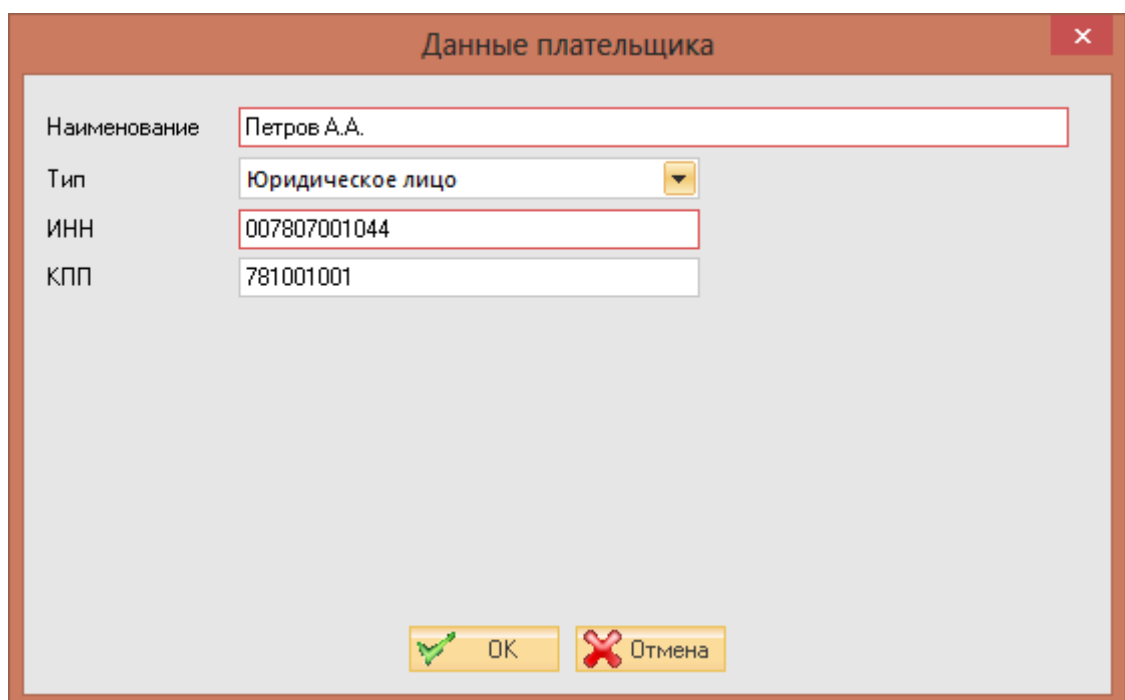 Данные плательщика
Наименование Петров А.А.
Тип Юридическое лицо
ИНН 007807001044
КПП 781001001
OK Отмена